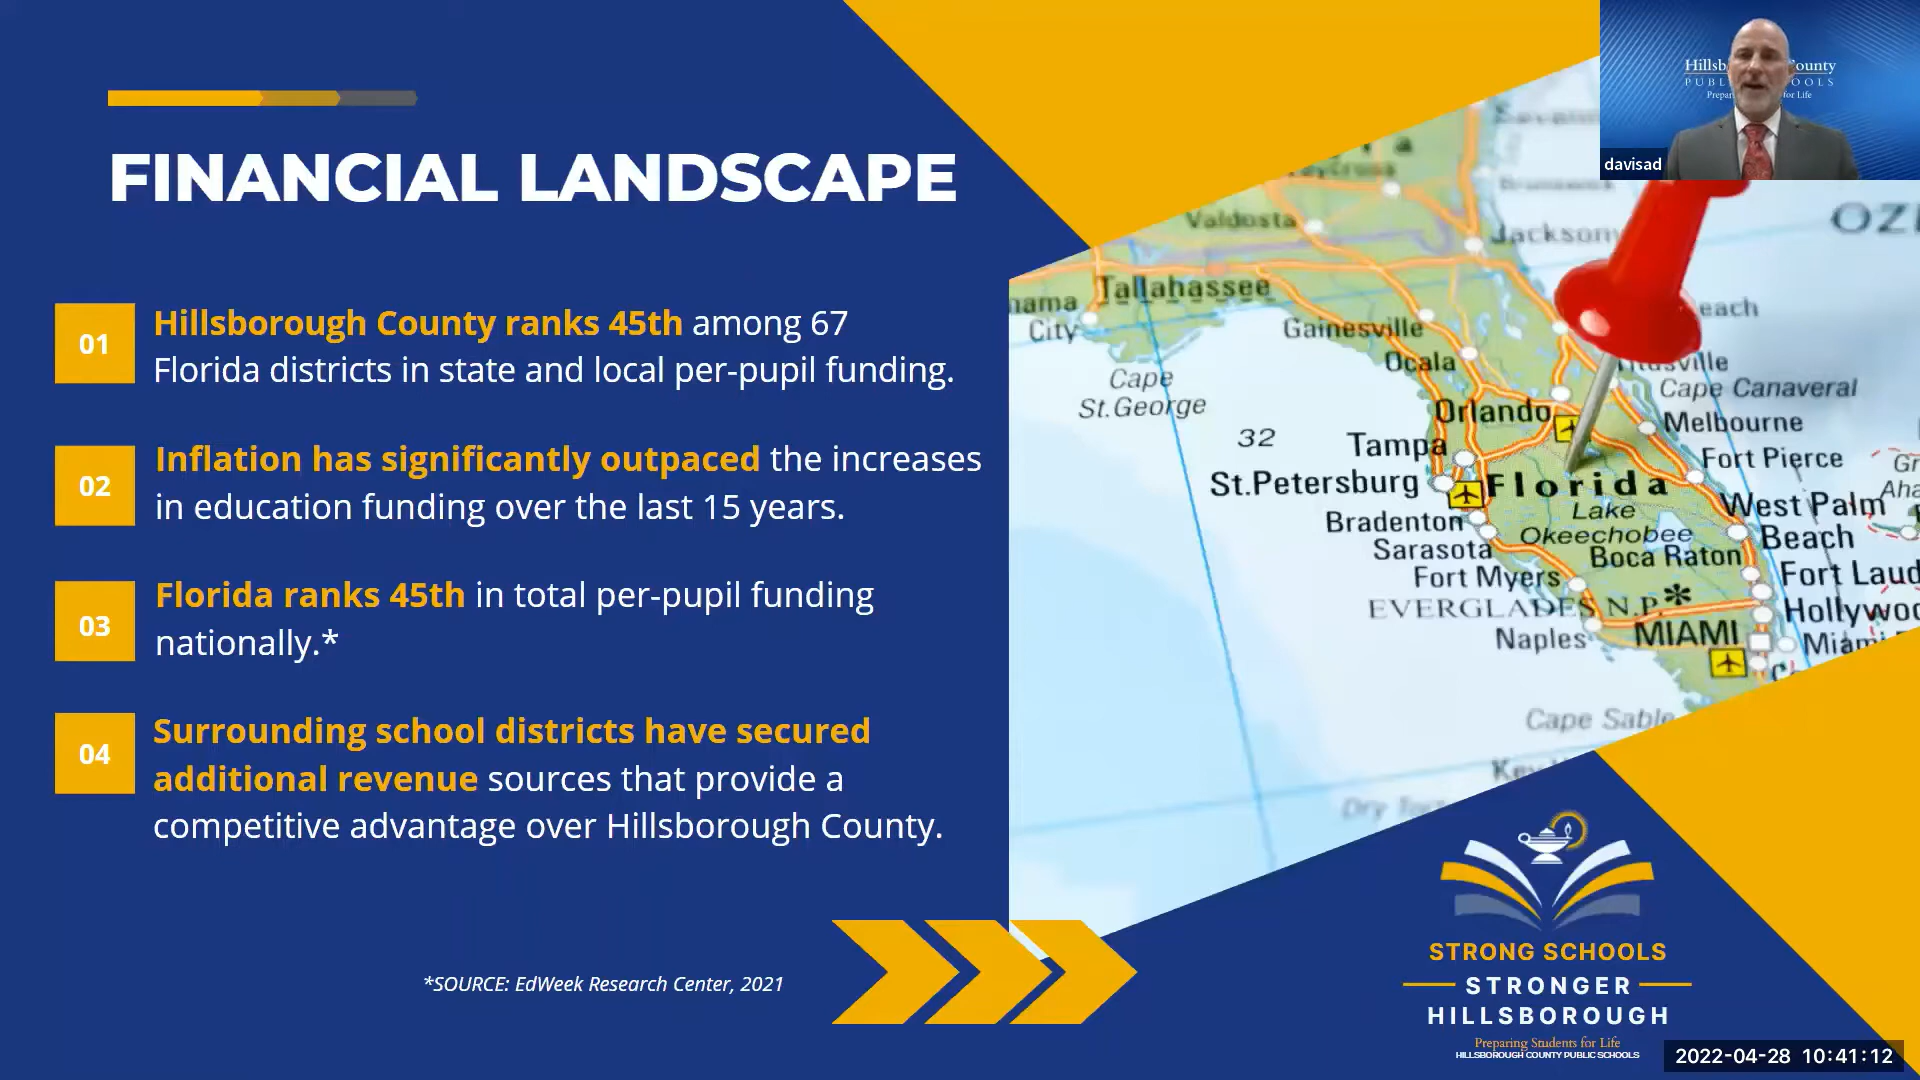 FINANCIAL LANDSCAPE
01
Hillsborough County ranks 45th among 67
Florida districts in state and local per-pupil funding.
02
Inflation has significantly outpaced the increases
in education funding over the last 15 years.
03
Florida ranks 45th in total per-pupil funding
nationally.*
04
Surrounding school districts have secured
additional revenue sources that provide a
competitive advantage over Hillsborough County.
*SOURCE: EdWeek Research Center, 2021
davisad
Valdosta
Tallahassee
City
Gainesville
Ocala
Cape
St.George
Cape Canaveral
Orlando
Melbourne
32
Tampa
Fort Pierce
St.Petersburg
Florida
Lake
Okeechobee
West Palm
Beach
Bradenton
Sarasota
Boca Raton
Fort Myers
EVERGLADES N.P.
*
Naples
MIAMI
STRONG SCHOOLS
STRONGER
HILLSBOROUGH
Preparing Students for Life
HILLSBOROUGH COUNTY PUBLIC SCHOOLS
2022-04-28 10:41:12